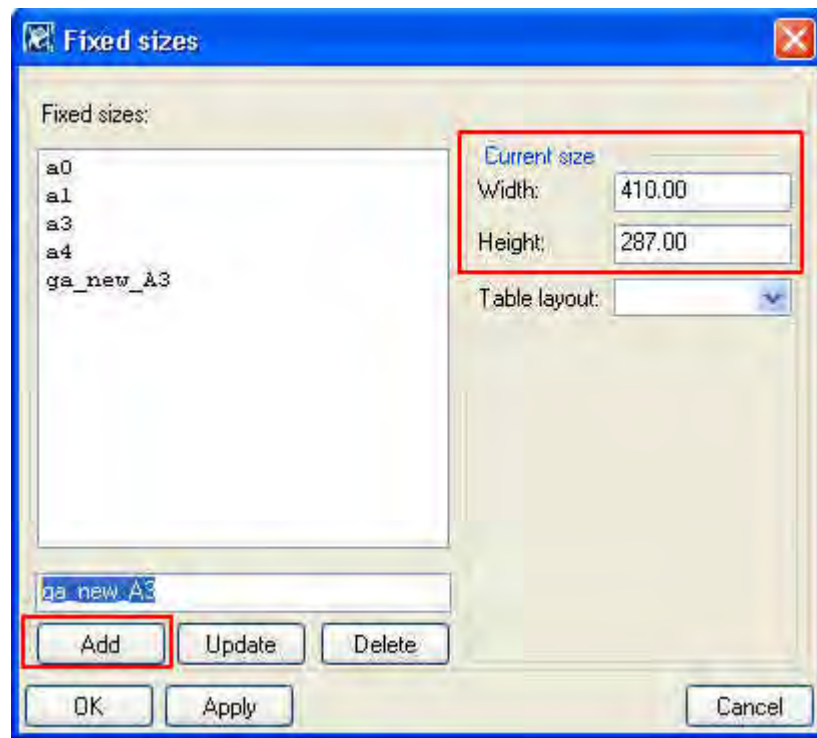 Fixed sizes
Fixed sizes:
a0
a1
a3
a4
ga_new_A3
Current size
Width: 410.00
Height: 287.00
Table layout:
ga_new_A3
Add Update Delete
OK Apply Cancel